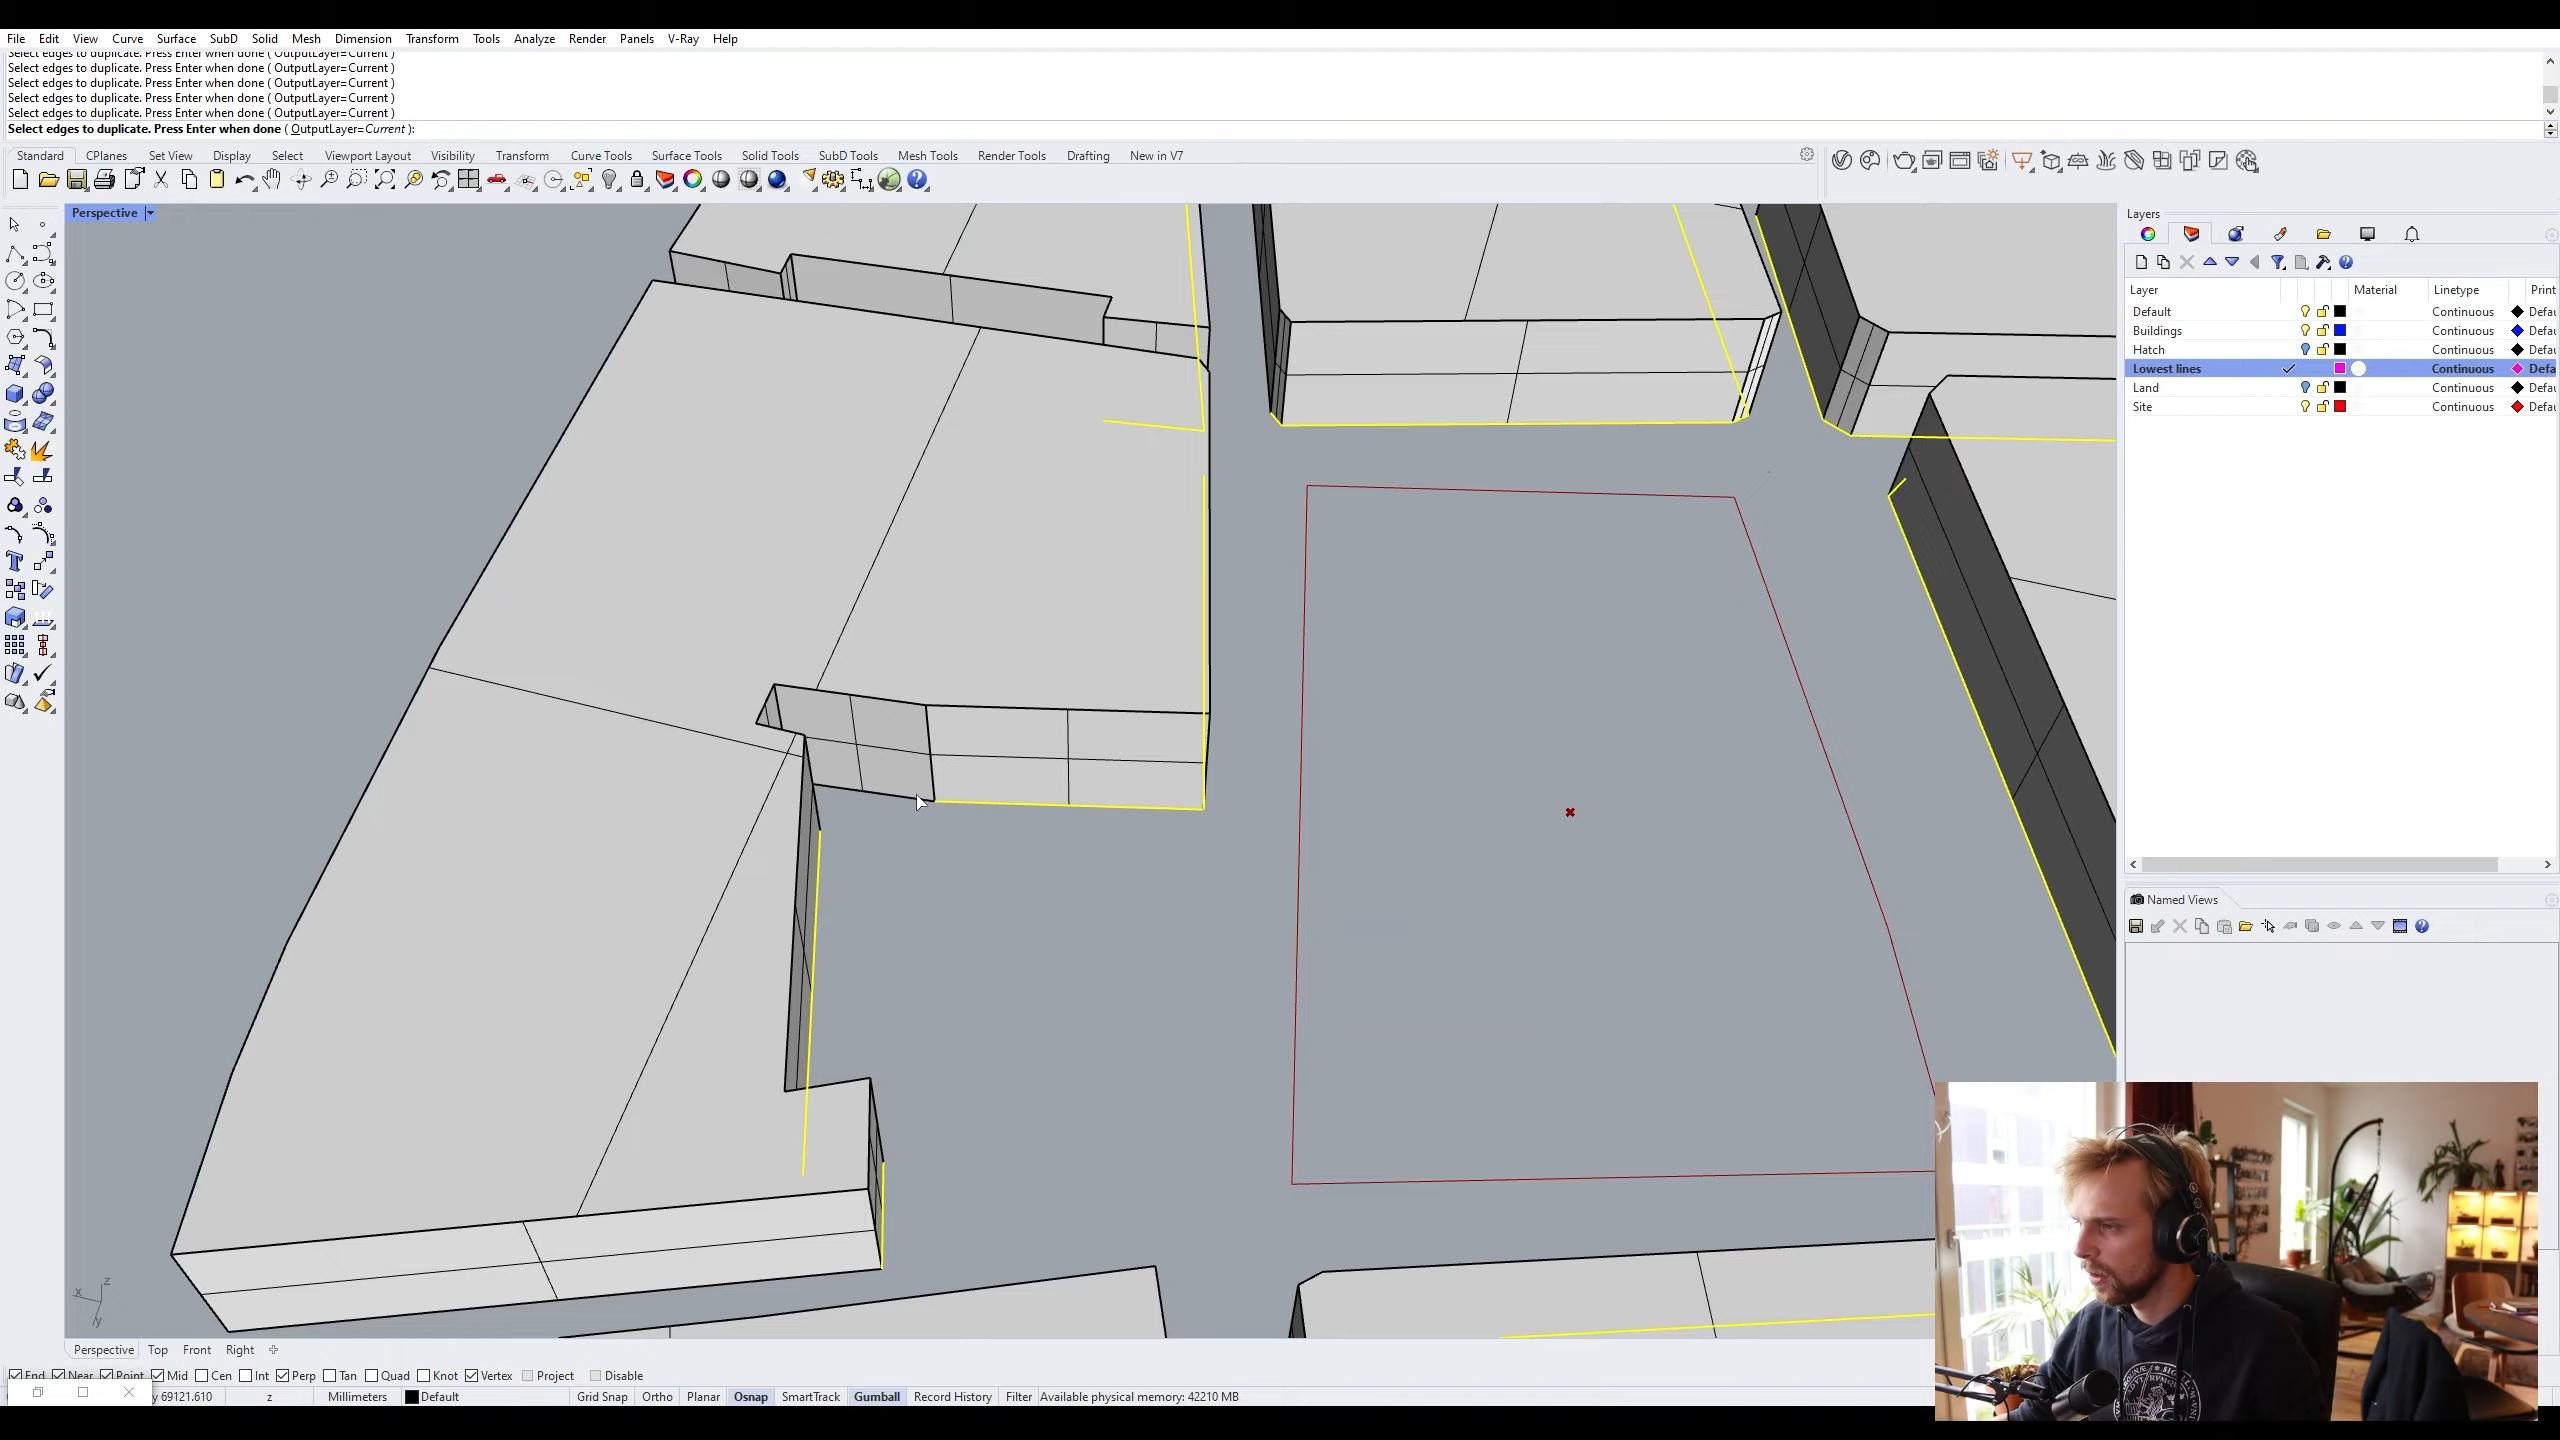 File Edit View Curve Surface SubD Solid Mesh Dimension Transform Tools Analyze Render Panels V-Ray Help
Select edges to duplicate. Press Enter when done ( OutputLayer=Current )
Select edges to duplicate. Press Enter when done ( OutputLayer=Current )
Select edges to duplicate. Press Enter when done ( OutputLayer=Current )
Select edges to duplicate. Press Enter when done ( OutputLayer=Current )
Select edges to duplicate. Press Enter when done ( OutputLayer=Current )
Select edges to duplicate. Press Enter when done ( OutputLayer=Current ):
Standard CPlanes Set View Display Select Viewport Layout Visibility Transform Curve Tools Surface Tools Solid Tools SubD Tools Mesh Tools Render Tools Drafting New in V7
Perspective
Layers
Layer Material Linetype Print
Default Continuous Defau
Buildings Continuous Defau
Hatch Continuous Defau
Lowest lines Continuous Defa
Land Continuous Defau
Site Continuous Defau
Named Views
z
x
y
Perspective Top Front Right
End Near Point Mid Cen Int Perp Tan Quad Knot Vertex Project Disable
y 69121.610 z Millimeters Default Grid Snap Ortho Planar Osnap SmartTrack Gumball Record History Filter Available physical memory: 42210 MB